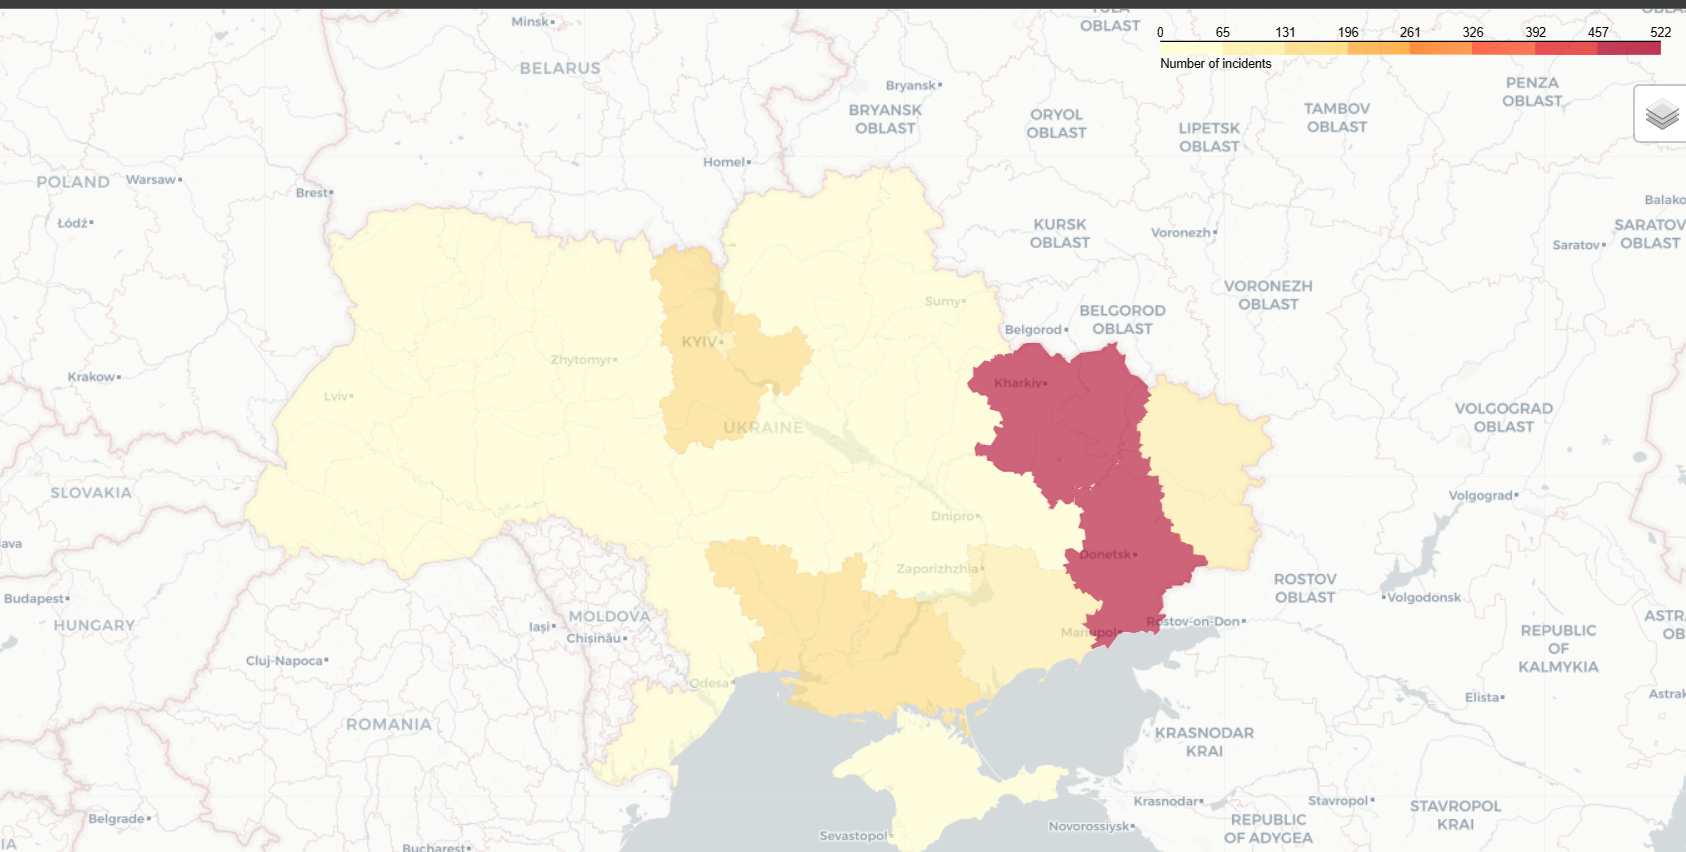 TULA
OBLAST
Minsk
0 65 131 196 261 326 392 457 522
Number of incidents
BELARUS
Bryansk
BRYANSK
OBLAST
ORYOL
OBLAST
LIPETSK
OBLAST
TAMBOV
OBLAST
PENZA
OBLAST
Homel
POLAND
Warsaw
Brest
Łódź
KURSK
OBLAST
Voronezh
Balako
SARATOV
OBLAST
Saratov
VORONEZH
OBLAST
Sumy
BELGOROD
OBLAST
Belgorod
KYIV
Zhytomyr
Krakow
Kharkiv
Lviv
UKRAINE
VOLGOGRAD
OBLAST
SLOVAKIA
Volgograd
Dnipro
lava
Donetsk
Zaporizhzhia
ROSTOV
OBLAST
Volgodonsk
Budapest
HUNGARY
MOLDOVA
Iași
Chișinău
Mariupol
Rostov-on-Don
ASTR
OB
REPUBLIC
OF
KALMYKIA
Cluj-Napoca
Odesa
Elista
Astrak
ROMANIA
KRASNODAR
KRAI
Krasnodar
Stavropol
STAVROPOL
KRAI
Belgrade
Sevastopol
Novorossiysk
REPUBLIC
OF ADYGEA
IA
Bucharest